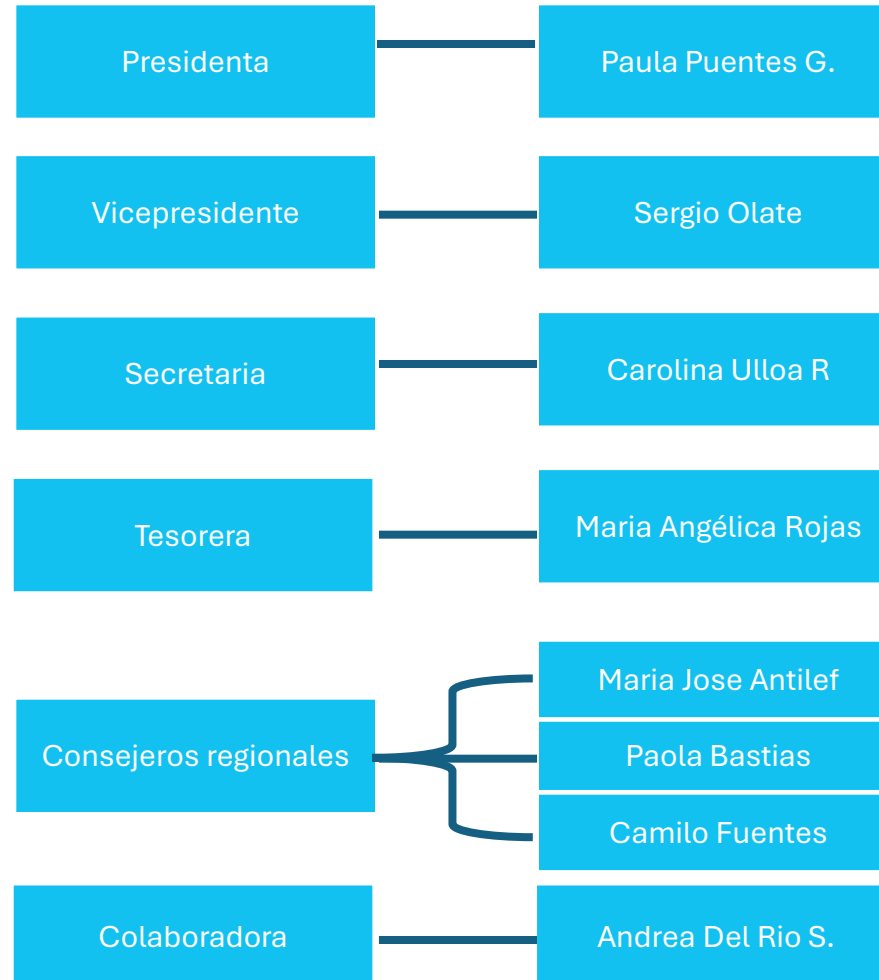 Presidenta
Paula Puentes G.
Vicepresidente
Sergio Olate
Secretaria
Carolina Ulloa R
Tesorera
Maria Angélica Rojas
Consejeros regionales
Maria Jose Antilef
Paola Bastias
Camilo Fuentes
Colaboradora
Andrea Del Rio S.